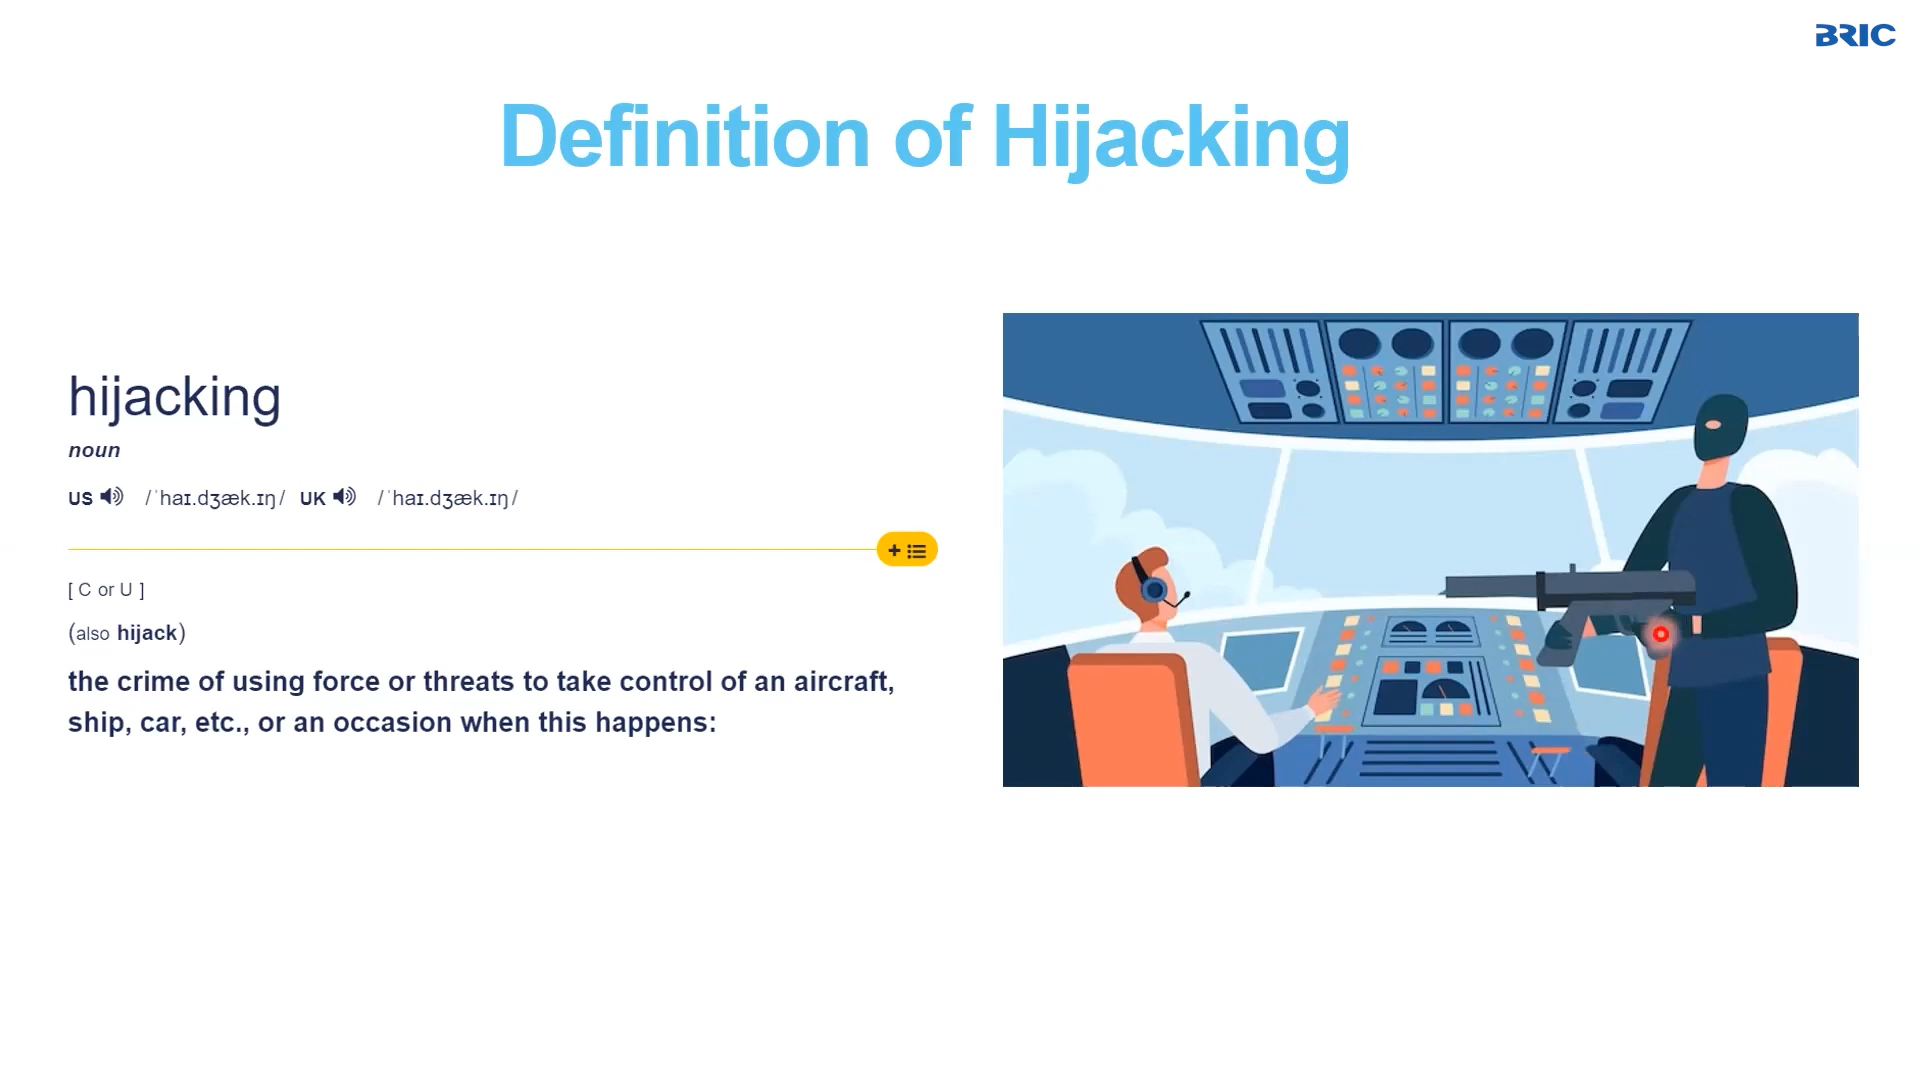 BRIC
Definition of Hijacking
hijacking
noun
US /ˈhaɪ.dʒæk.ɪŋ/ UK /ˈhaɪ.dʒæk.ɪŋ/
[ C or U ]
(also hijack)
the crime of using force or threats to take control of an aircraft,
ship, car, etc., or an occasion when this happens: